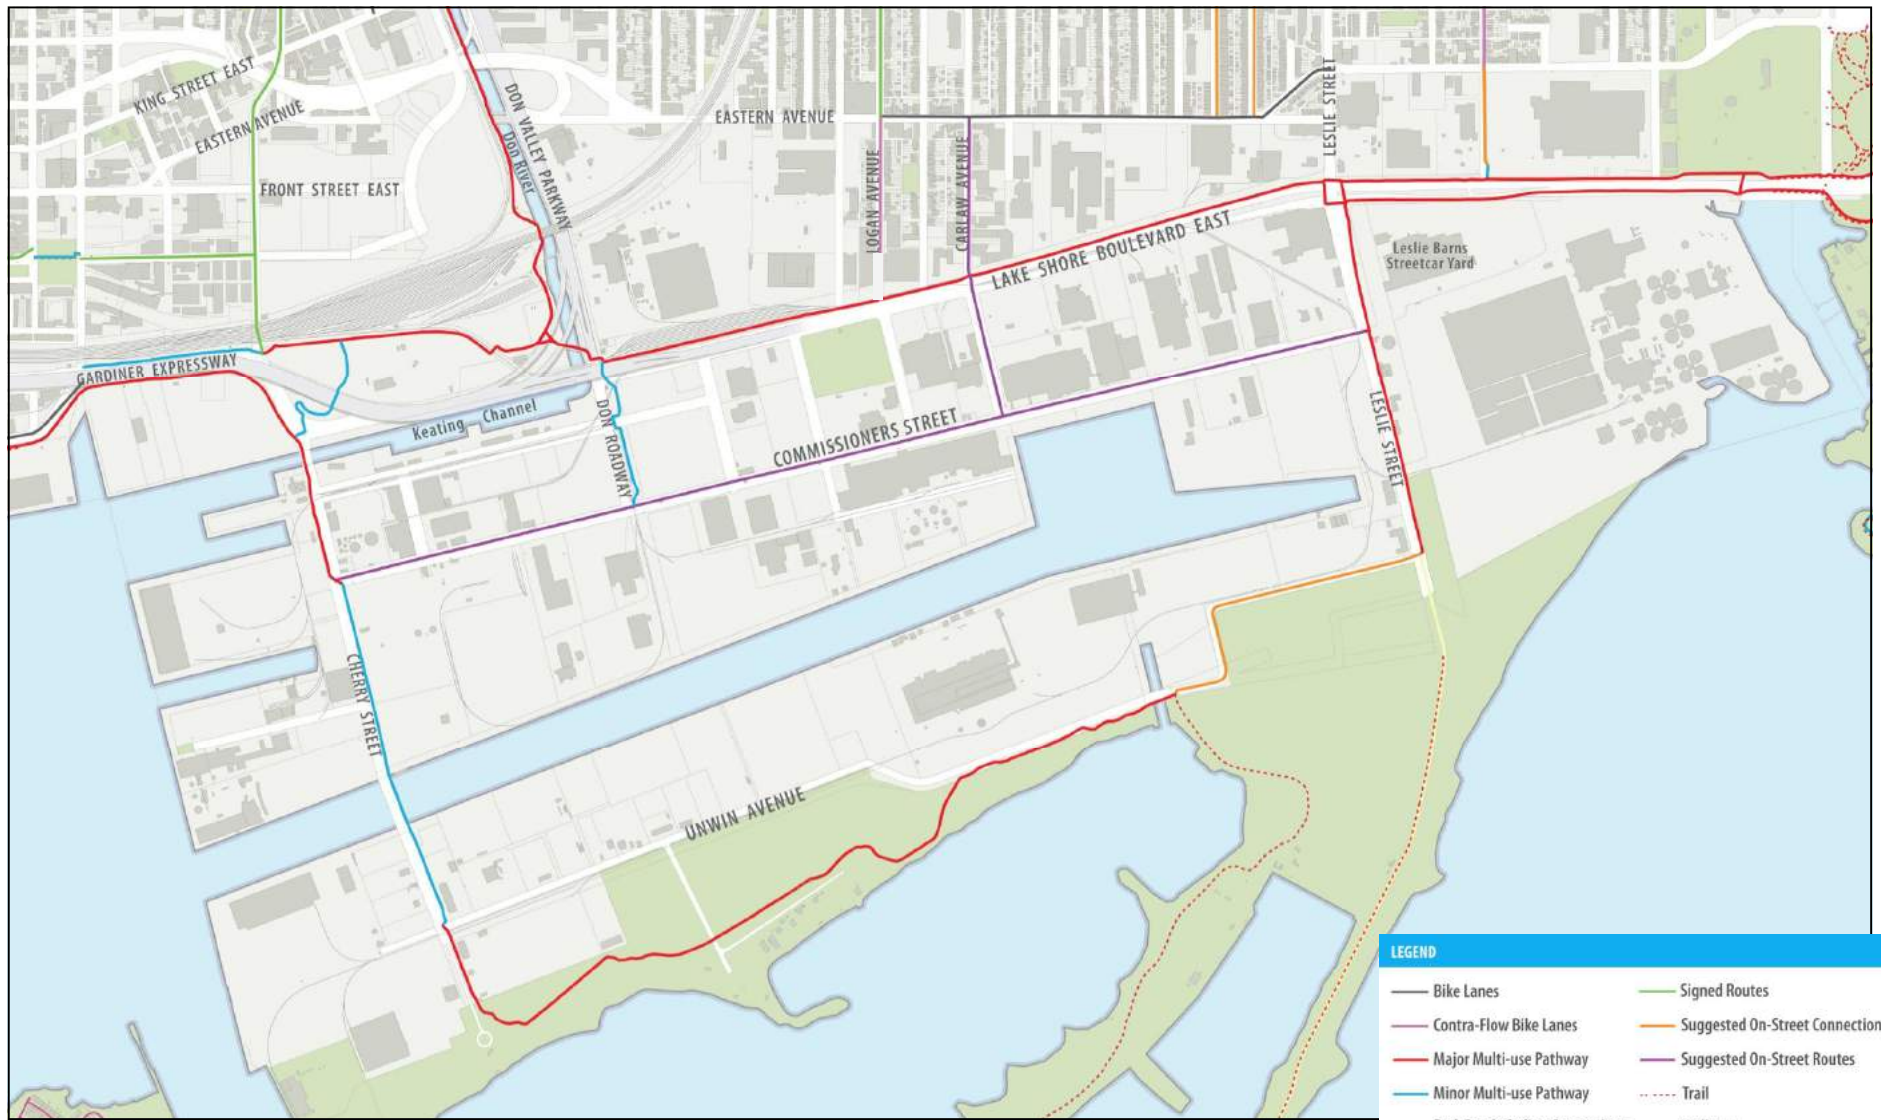 KING STREET EAST
EASTERN AVENUE
FRONT STREET EAST
DON VALLEY PARKWAY
Don River
EASTERN AVENUE
LOGAN AVENUE
CARLAW AVENUE
LESLIE STREET
LAKE SHORE BOULEVARD EAST
Leslie Barns
Streetcar Yard
GARDINER EXPRESSWAY
Keating Channel
DON ROADWAY
COMMISSIONERS STREET
LESLIE STREET
CHERRY STREET
UNWIN AVENUE
LEGEND
Bike Lanes
Contra-Flow Bike Lanes
Major Multi-use Pathway
Minor Multi-use Pathway
Signed Routes
Suggested On-Street Connection
Suggested On-Street Routes
Trail